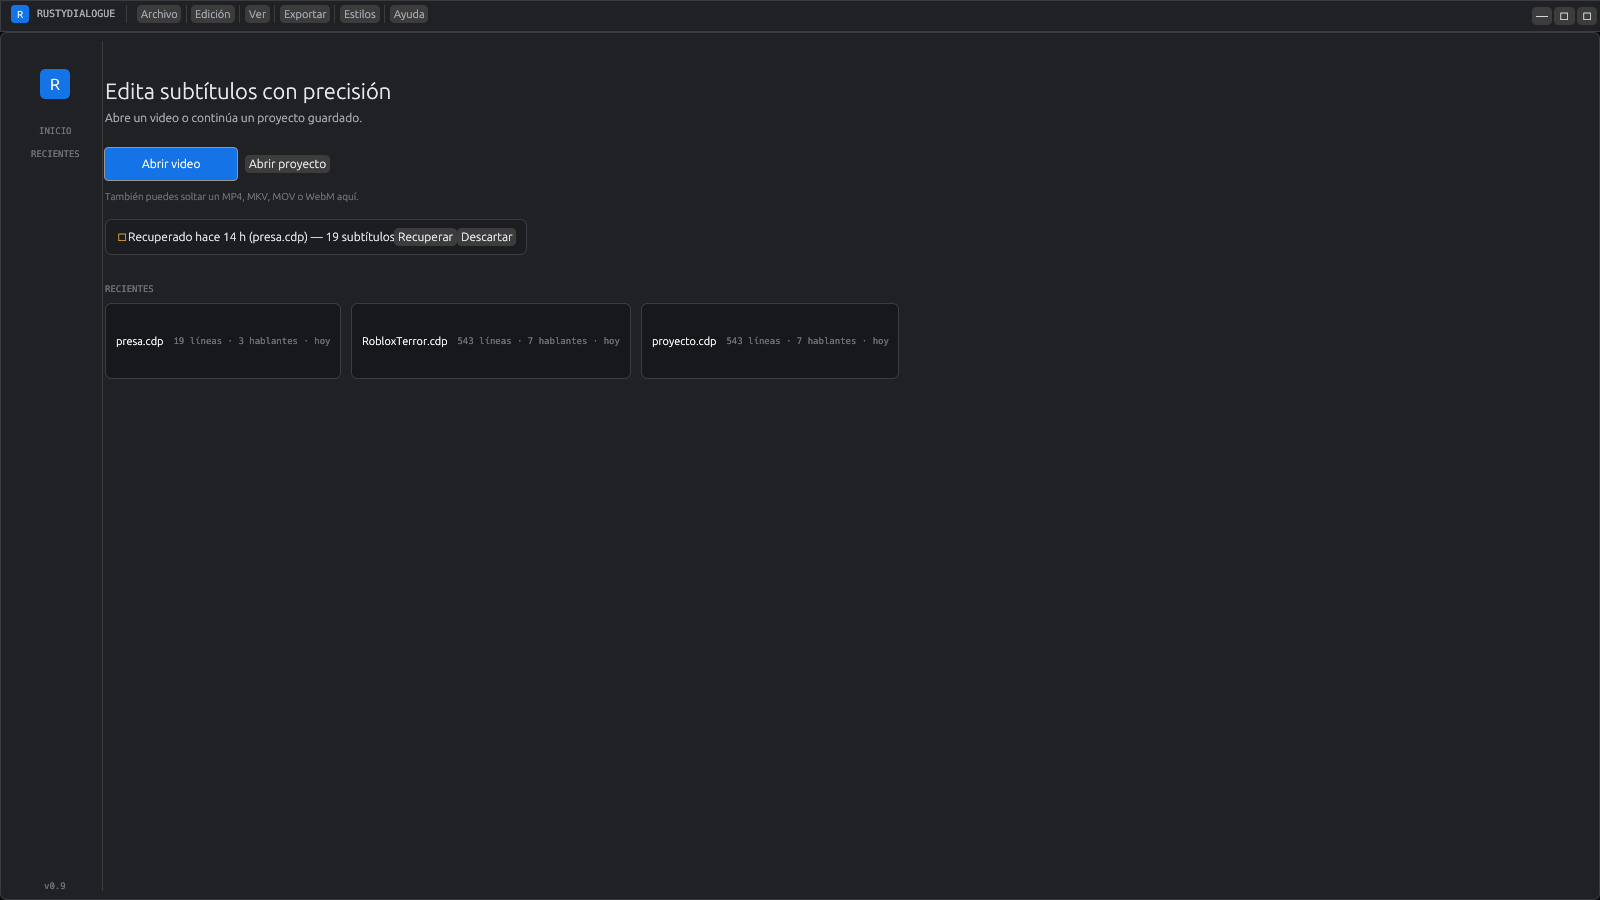 R RUSTYDIALOGUE Archivo Edición Ver Exportar Estilos Ayuda
R
INICIO
RECIENTES
Edita subtítulos con precisión
Abre un video o continúa un proyecto guardado.
Abrir video Abrir proyecto
También puedes soltar un MP4, MKV, MOV o WebM aquí.
Recuperado hace 14 h (presa.cdp) — 19 subtítulos Recuperar Descartar
RECIENTES
presa.cdp 19 líneas · 3 hablantes · hoy
RobloxTerror.cdp 543 líneas · 7 hablantes · hoy
proyecto.cdp 543 líneas · 7 hablantes · hoy
v0.9